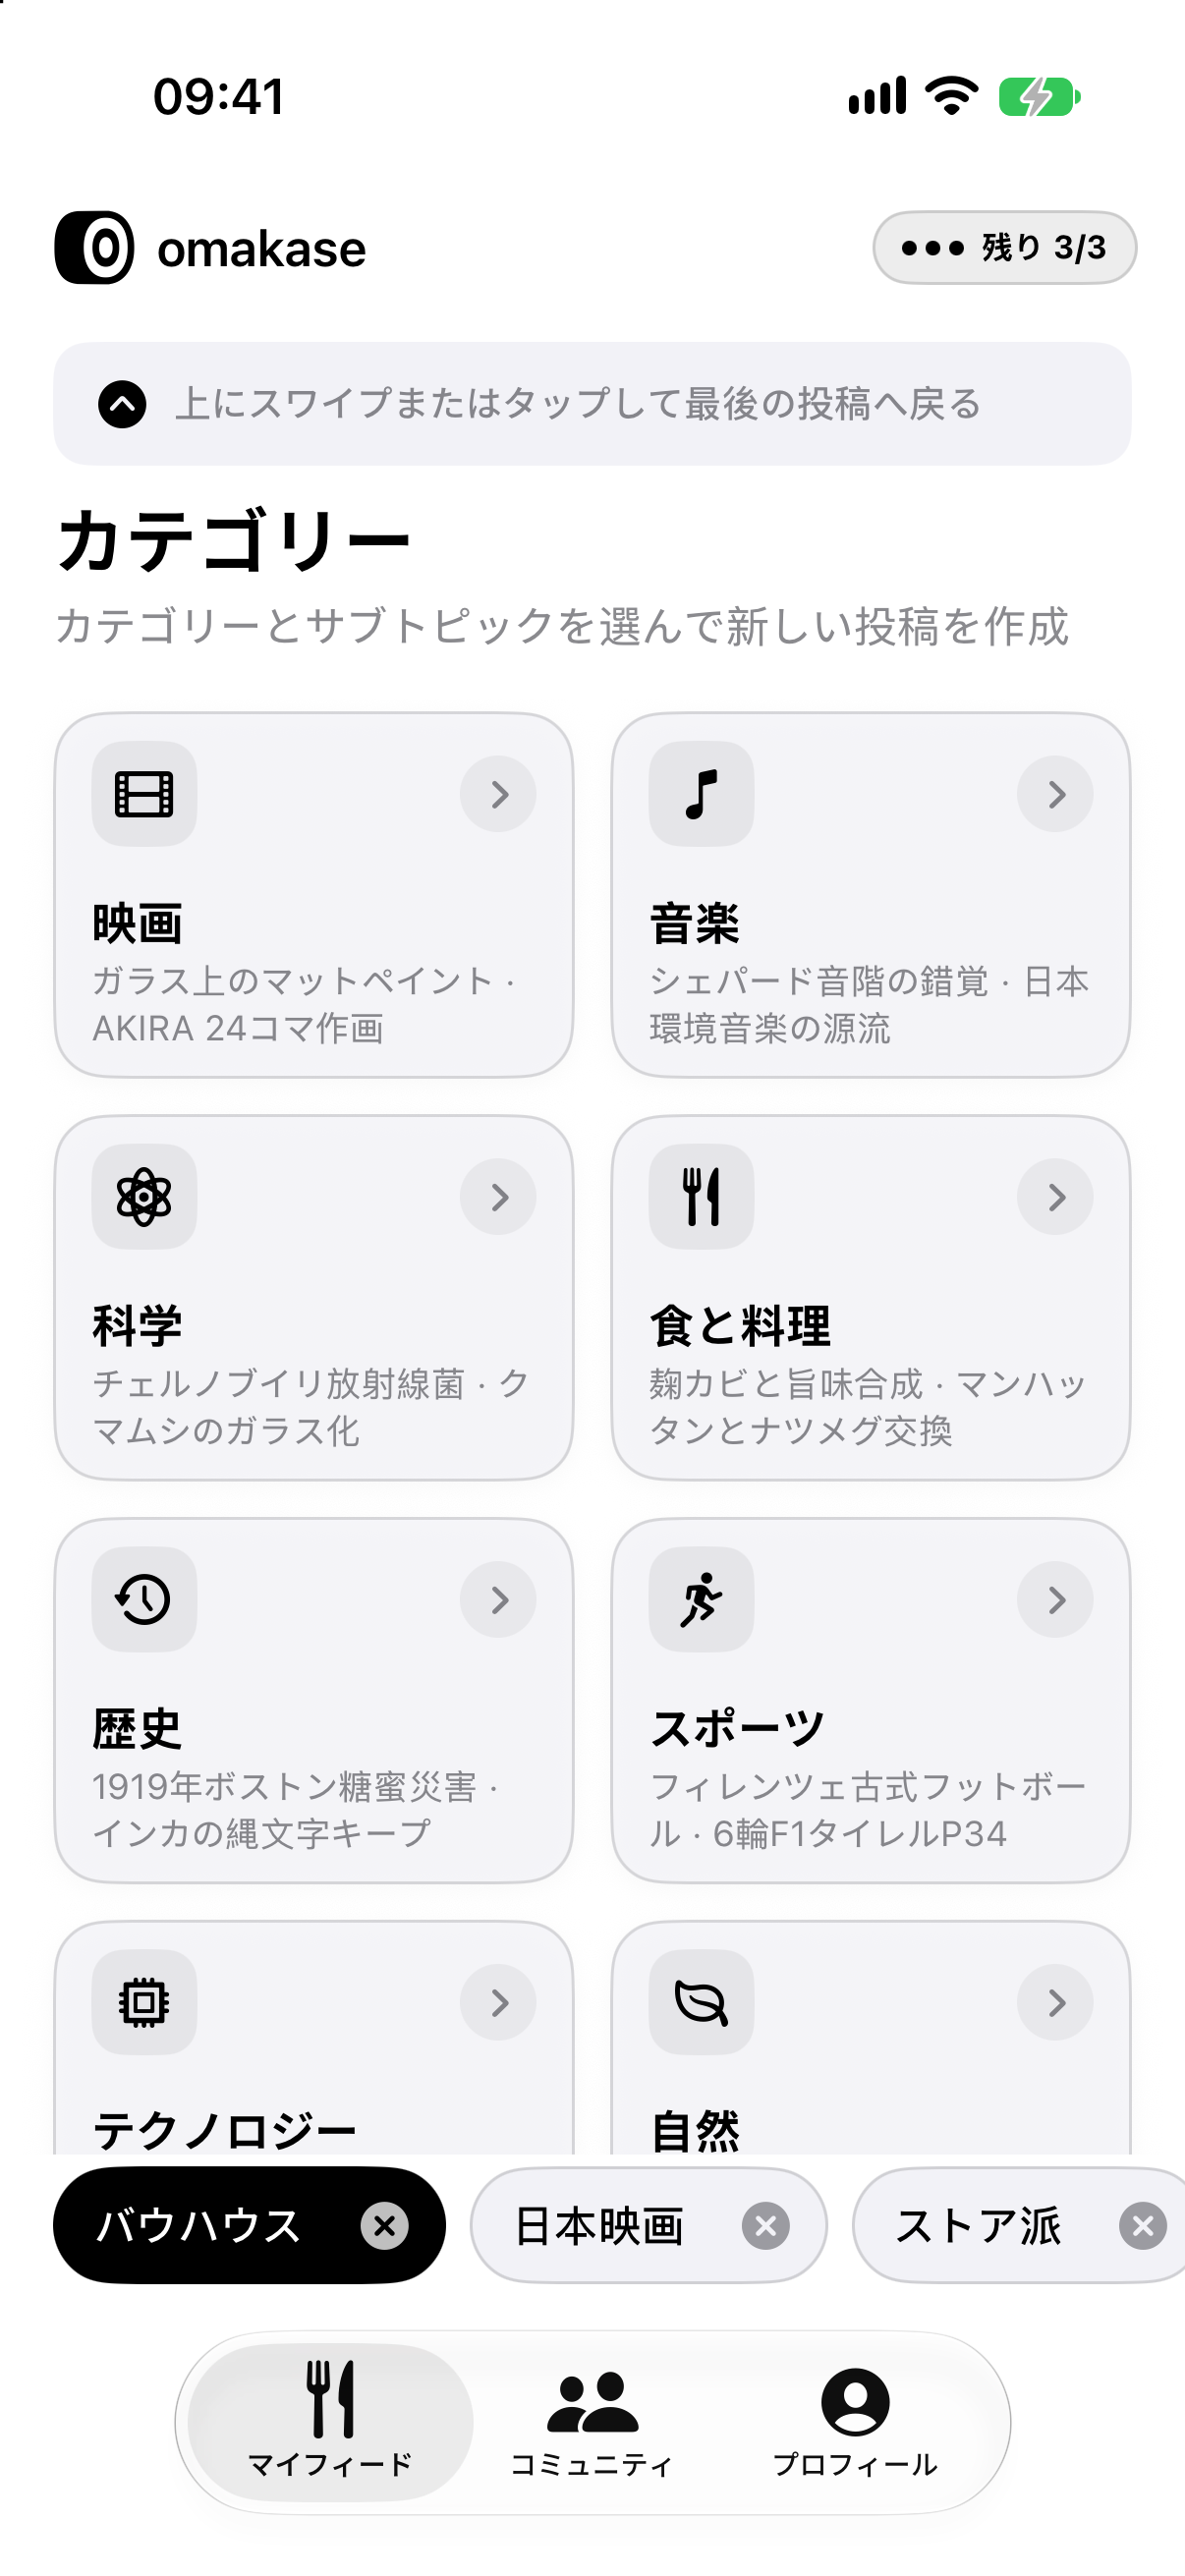 09:41
omakase
残り 3/3
上にスワイプまたはタップして最後の投稿へ戻る
カテゴリー
カテゴリーとサブトピックを選んで新しい投稿を作成
映画
ガラス上のマットペイント ·
AKIRA 24コマ作画
音楽
シェパード音階の錯覚 · 日本
環境音楽の源流
科学
チェルノブイリ放射線菌 · ク
マムシのガラス化
食と料理
麹カビと旨味合成 · マンハッ
タンとナツメグ交換
歴史
1919年ボストン糖蜜災害 ·
インカの縄文字キープ
スポーツ
フィレンツェ古式フットボー
ル · 6輪F1タイレルP34
テクノロジー
自然
バウハウス
日本映画
ストア派
マイフィード
コミュニティ
プロフィール